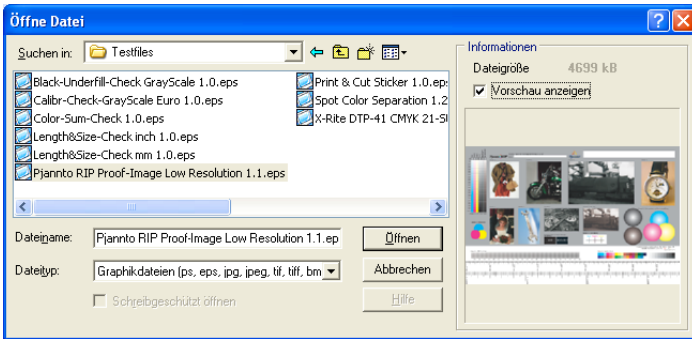 Öffne Datei
Suchen in: Testfiles
Black-Underfill-Check GrayScale 1.0.eps
Calibr-Check-GrayScale Euro 1.0.eps
Color-Sum-Check 1.0.eps
Length&Size-Check inch 1.0.eps
Length&Size-Check mm 1.0.eps
Pjannto RIP Proof-Image Low Resolution 1.1.eps
Print & Cut Sticker 1.0.ep
Spot Color Separation 1.2
X-Rite DTP-41 CMYK 21-S
Dateiname: Pjannto RIP Proof-Image Low Resolution 1.1.ep
Öffnen
Dateityp: Graphikdateien (ps, eps, jpg, jpeg, tif, tiff, bm
Abbrechen
Schreibgeschützt öffnen
Hilfe
Informationen
Dateigröße 4699 kB
Vorschau anzeigen